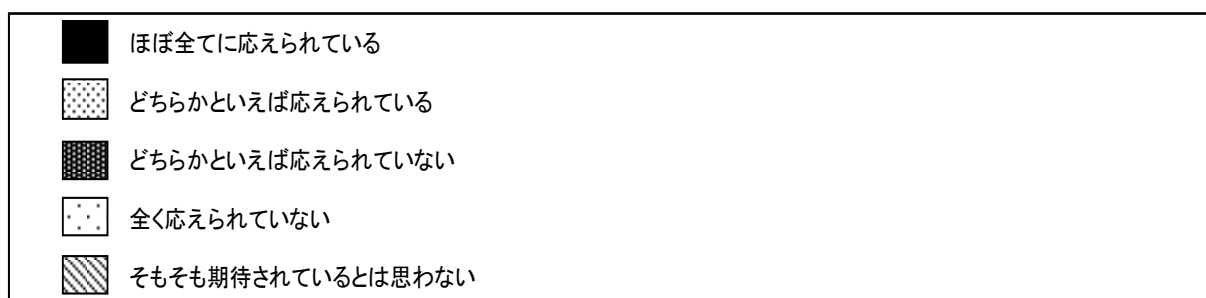 ほぼ全てに応えられている
どちらかといえば応えられている
どちらかといえば応えられていない
全く応えられていない
そもそも期待されているとは思わない